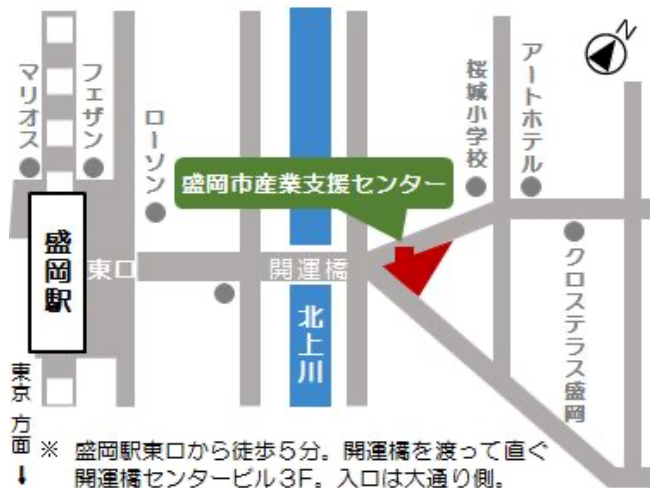 N
マリオス
フェザン
ローソン
桜城小学校
アートホテル
盛岡市産業支援センター
盛岡駅
東口
開運橋
北上川
クロステラス盛岡
東京方面↓
※ 盛岡駅東口から徒歩5分。開運橋を渡って直ぐ
開運橋センタービル3F。入口は大通り側。